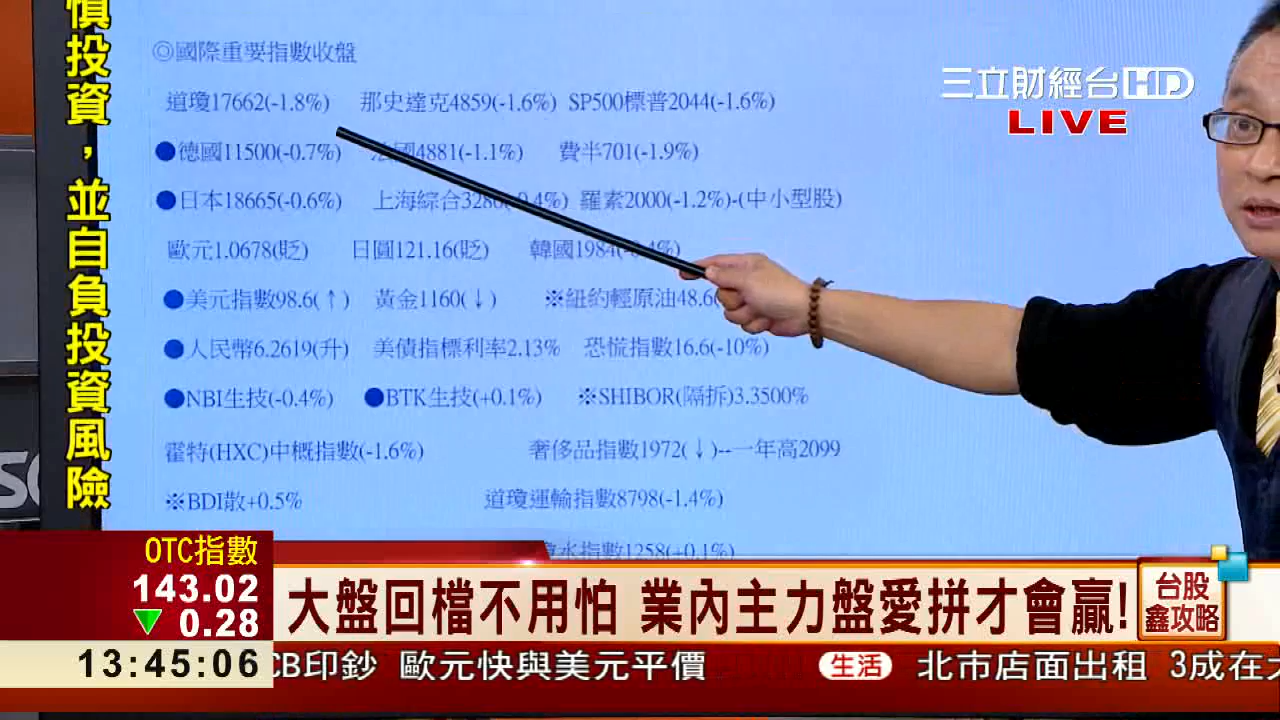 慎投資，並自負投資風險
◎國際重要指數收盤
道瓊17662(-1.8%) 那史達克4859(-1.6%) SP500標普2044(-1.6%)
●德國11500(-0.7%) 法國4881(-1.1%) 費半701(-1.9%)
●日本18665(-0.6%) 上海綜合3286(-0.4%) 羅素2000(-1.2%)-(中小型股)
歐元1.0678(貶) 日圓121.16(貶) 韓國1984(-0.4%)
●美元指數98.6(↑) 黃金1160(↓) ※紐約輕原油48.6
●人民幣6.2619(升) 美債指標利率2.13% 恐慌指數16.6(-10%)
●NBI生技(-0.4%) ●BTK生技(+0.1%) ※SHIBOR(隔拆)3.3500%
霍特(HXC)中概指數(-1.6%) 奢侈品指數1972(↓)--一年高2099
※BDI散+0.5% 道瓊運輸指數8798(-1.4%)
水指數1258(+0.1%)
三立財經台HD
LIVE
OTC指數
143.02
▼ 0.28
13:45:06
大盤回檔不用怕 業內主力盤愛拼才會贏!
台股
鑫攻略
CB印鈔 歐元快與美元平價 生活 北市店面出租 3成在